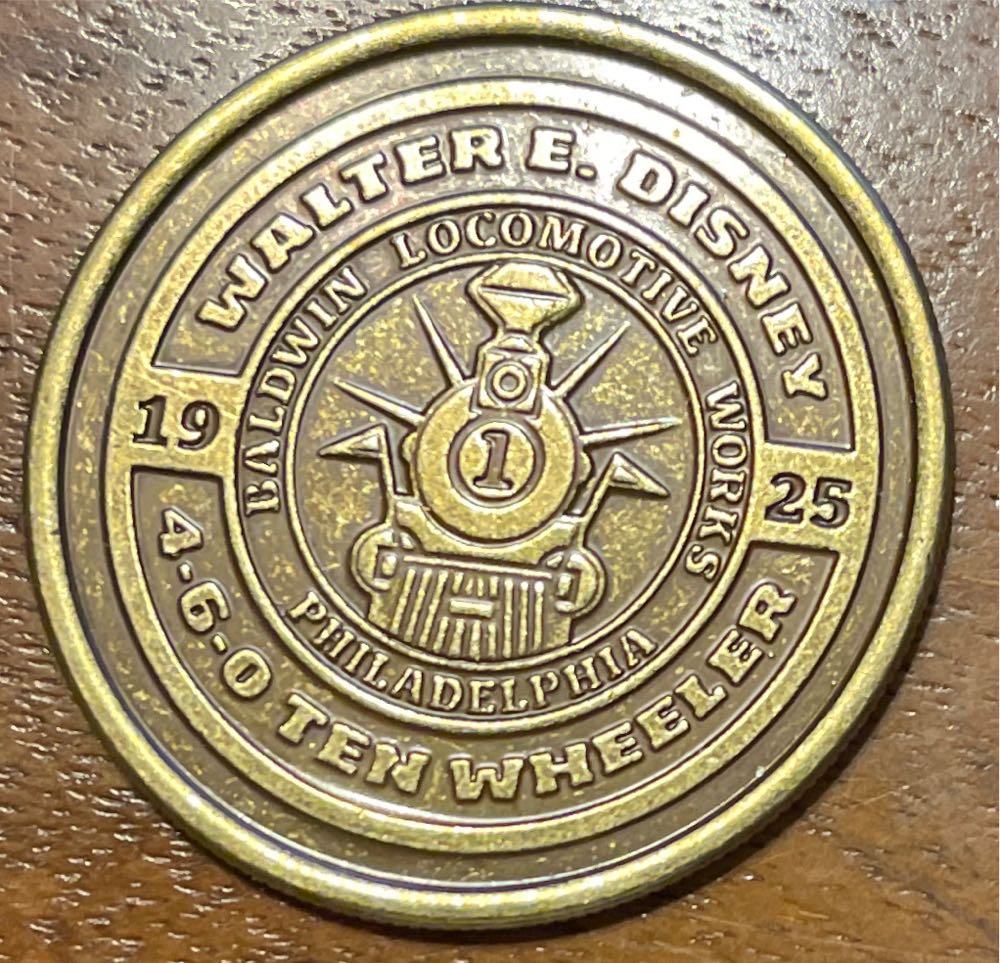 WALTER E. DISNEY
BALDWIN LOCOMOTIVE WORKS
1
19 25
PHILADELPHIA
4-6-0 TEN WHEELER